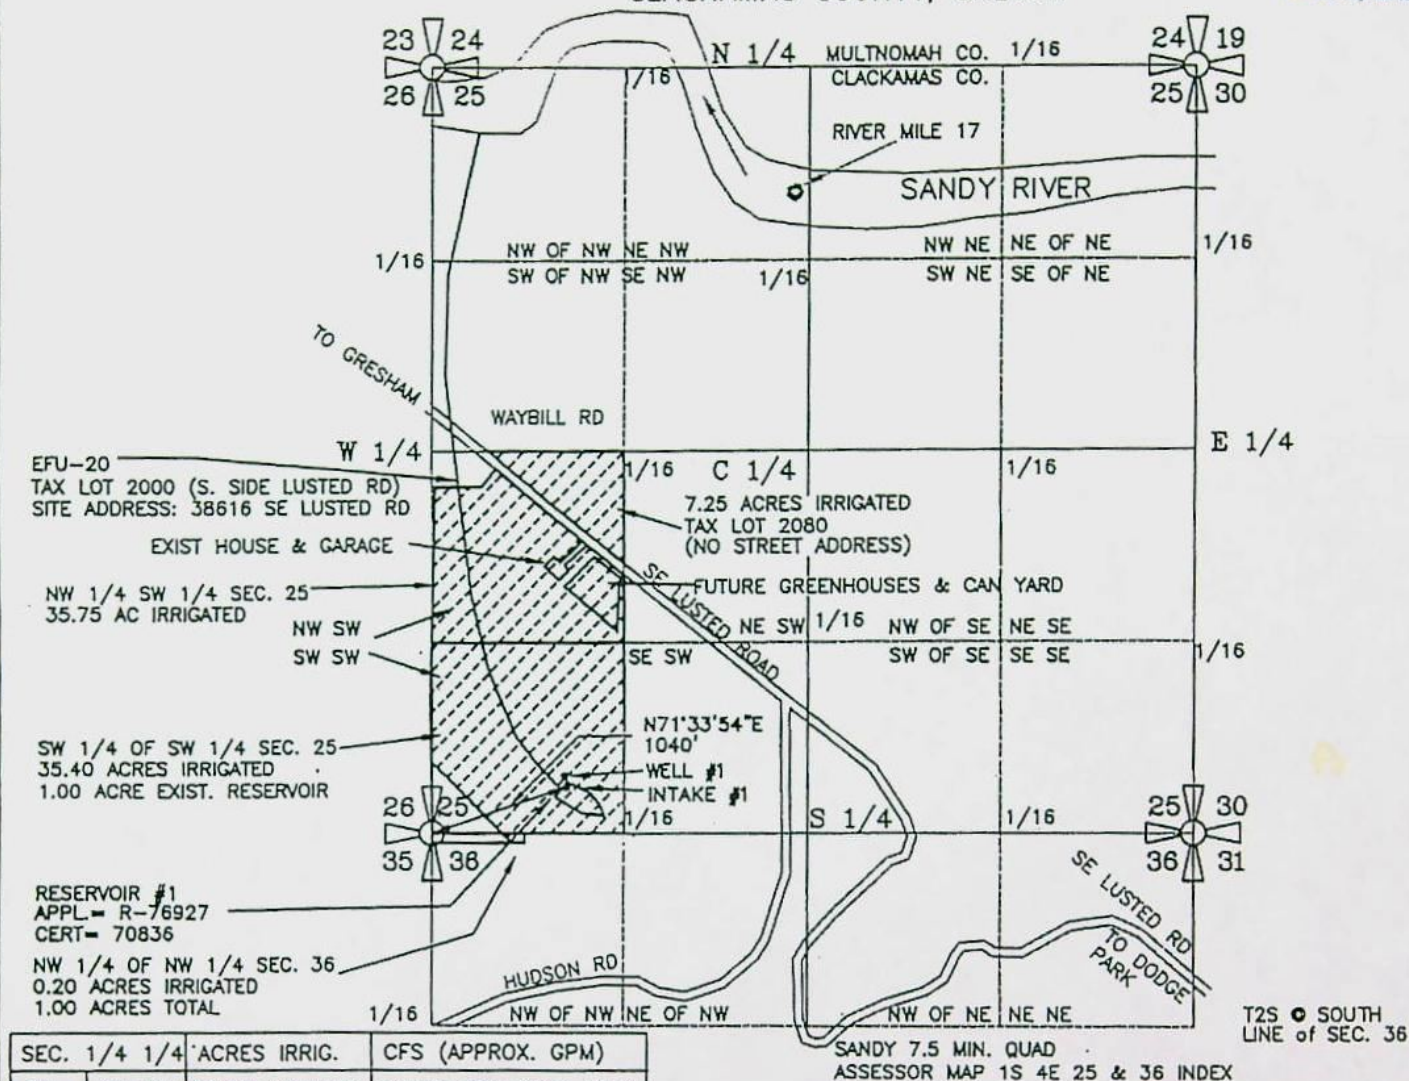 23 24
26 25
N 1/4
MULTNOMAH CO.
CLACKAMAS CO.
1/16
1/16
24 19
25 30
RIVER MILE 17
SANDY RIVER
NW OF NW NE NW
SW OF NW SE NW
1/16
1/16
NW NE NE OF NE
SW NE SE OF NE
1/16
TO GRESHAM
WAYBILL RD
W 1/4
1/16
C 1/4
1/16
E 1/4
EFU-20
TAX LOT 2000 (S. SIDE LUSTED RD)
SITE ADDRESS: 38616 SE LUSTED RD
7.25 ACRES IRRIGATED
TAX LOT 2080
(NO STREET ADDRESS)
EXIST HOUSE & GARAGE
FUTURE GREENHOUSES & CAN YARD
NW 1/4 SW 1/4 SEC. 25
35.75 AC IRRIGATED
SE LUSTED ROAD
NW SW
SW SW
NE SW
SE SW
1/16
NW OF SE NE SE
SW OF SE SE SE
1/16
SW 1/4 OF SW 1/4 SEC. 25
35.40 ACRES IRRIGATED
1.00 ACRE EXIST. RESERVOIR
N71°33'54"E
1040'
WELL #1
INTAKE #1
26 25
35 36
1/16
S 1/4
1/16
25 30
36 31
RESERVOIR #1
APPL= R-76927
CERT= 70836
NW 1/4 OF NW 1/4 SEC. 36
0.20 ACRES IRRIGATED
1.00 ACRES TOTAL
SE LUSTED RD
TO DODGE
PARK
HUDSON RD
1/16
NW OF NW NE OF NW
NW OF NE NE NE
T2S SOUTH
LINE of SEC. 36
SEC. 1/4 1/4 ACRES IRRIG. CFS (APPROX. GPM)
SANDY 7.5 MIN. QUAD
ASSESSOR MAP 1S 4E 25 & 36 INDEX